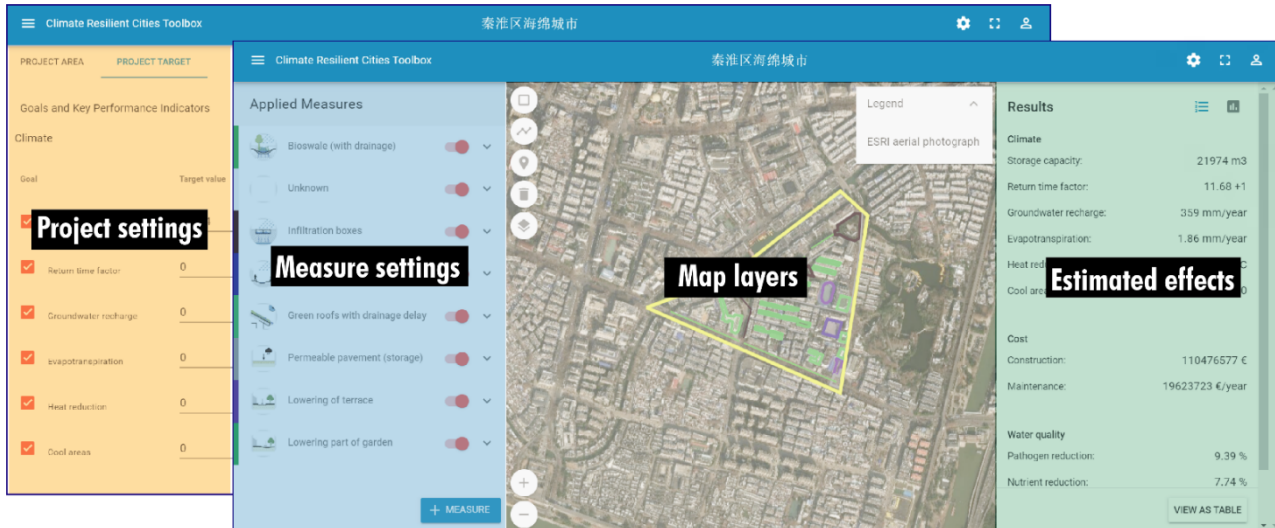 Climate Resilient Cities Toolbox
秦淮区海绵城市
PROJECT AREA
PROJECT TARGET
Goals and Key Performance Indicators
Climate
Goal
Target value
Project settings
Return time factor
0
Groundwater recharge
0
Evapotranspiration
0
Heat reduction
0
Cool areas
0
Climate Resilient Cities Toolbox
秦淮区海绵城市
Applied Measures
Bioswale (with drainage)
Unknown
Infiltration boxes
Measure settings
Green roofs with drainage delay
Permeable pavement (storage)
Lowering of terrace
Lowering part of garden
+ MEASURE
Legend
ESRI aerial photograph
Map layers
Results
Climate
Storage capacity: 21974 m3
Return time factor: 11.68 +1
Groundwater recharge: 359 mm/year
Evapotranspiration: 1.86 mm/year
Estimated effects
Cost
Construction: 110476577 €
Maintenance: 19623723 €/year
Water quality
Pathogen reduction: 9.39 %
Nutrient reduction: 7.74 %
VIEW AS TABLE